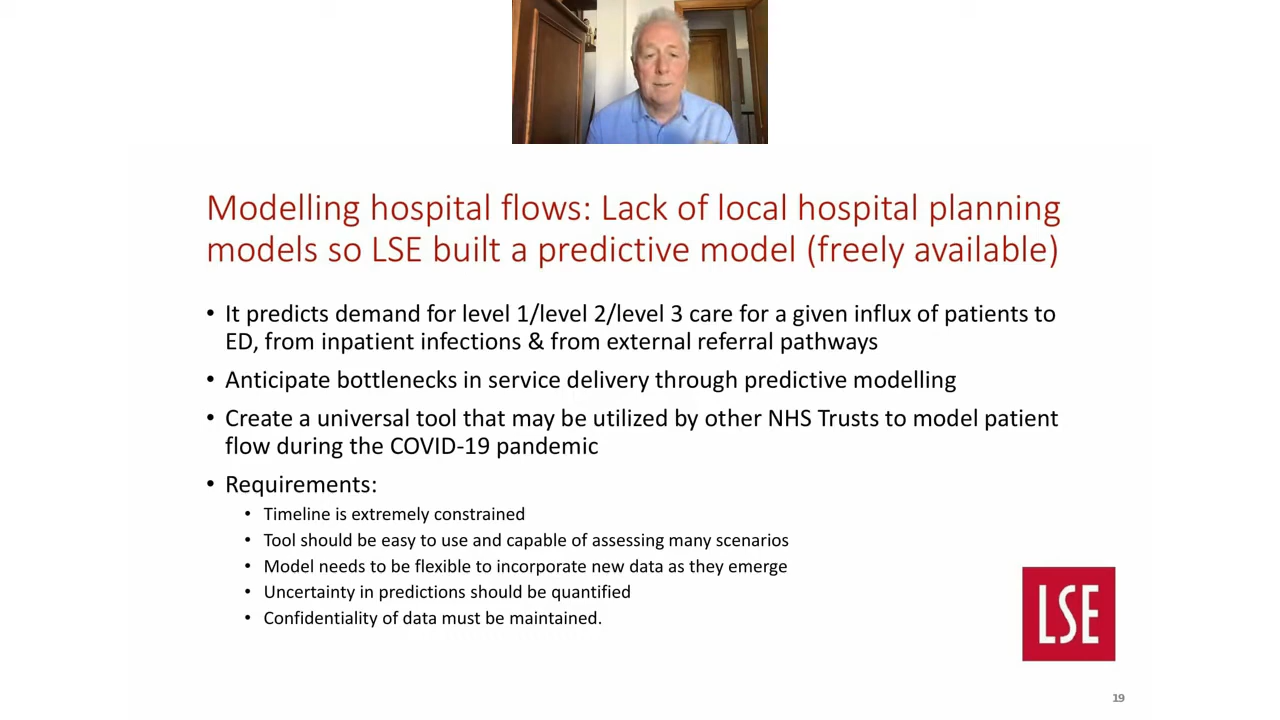 Modelling hospital flows: Lack of local hospital planning
models so LSE built a predictive model (freely available)
• It predicts demand for level 1/level 2/level 3 care for a given influx of patients to
ED, from inpatient infections & from external referral pathways
• Anticipate bottlenecks in service delivery through predictive modelling
• Create a universal tool that may be utilized by other NHS Trusts to model patient
flow during the COVID-19 pandemic
• Requirements:
• Timeline is extremely constrained
• Tool should be easy to use and capable of assessing many scenarios
• Model needs to be flexible to incorporate new data as they emerge
• Uncertainty in predictions should be quantified
• Confidentiality of data must be maintained.
LSE
19